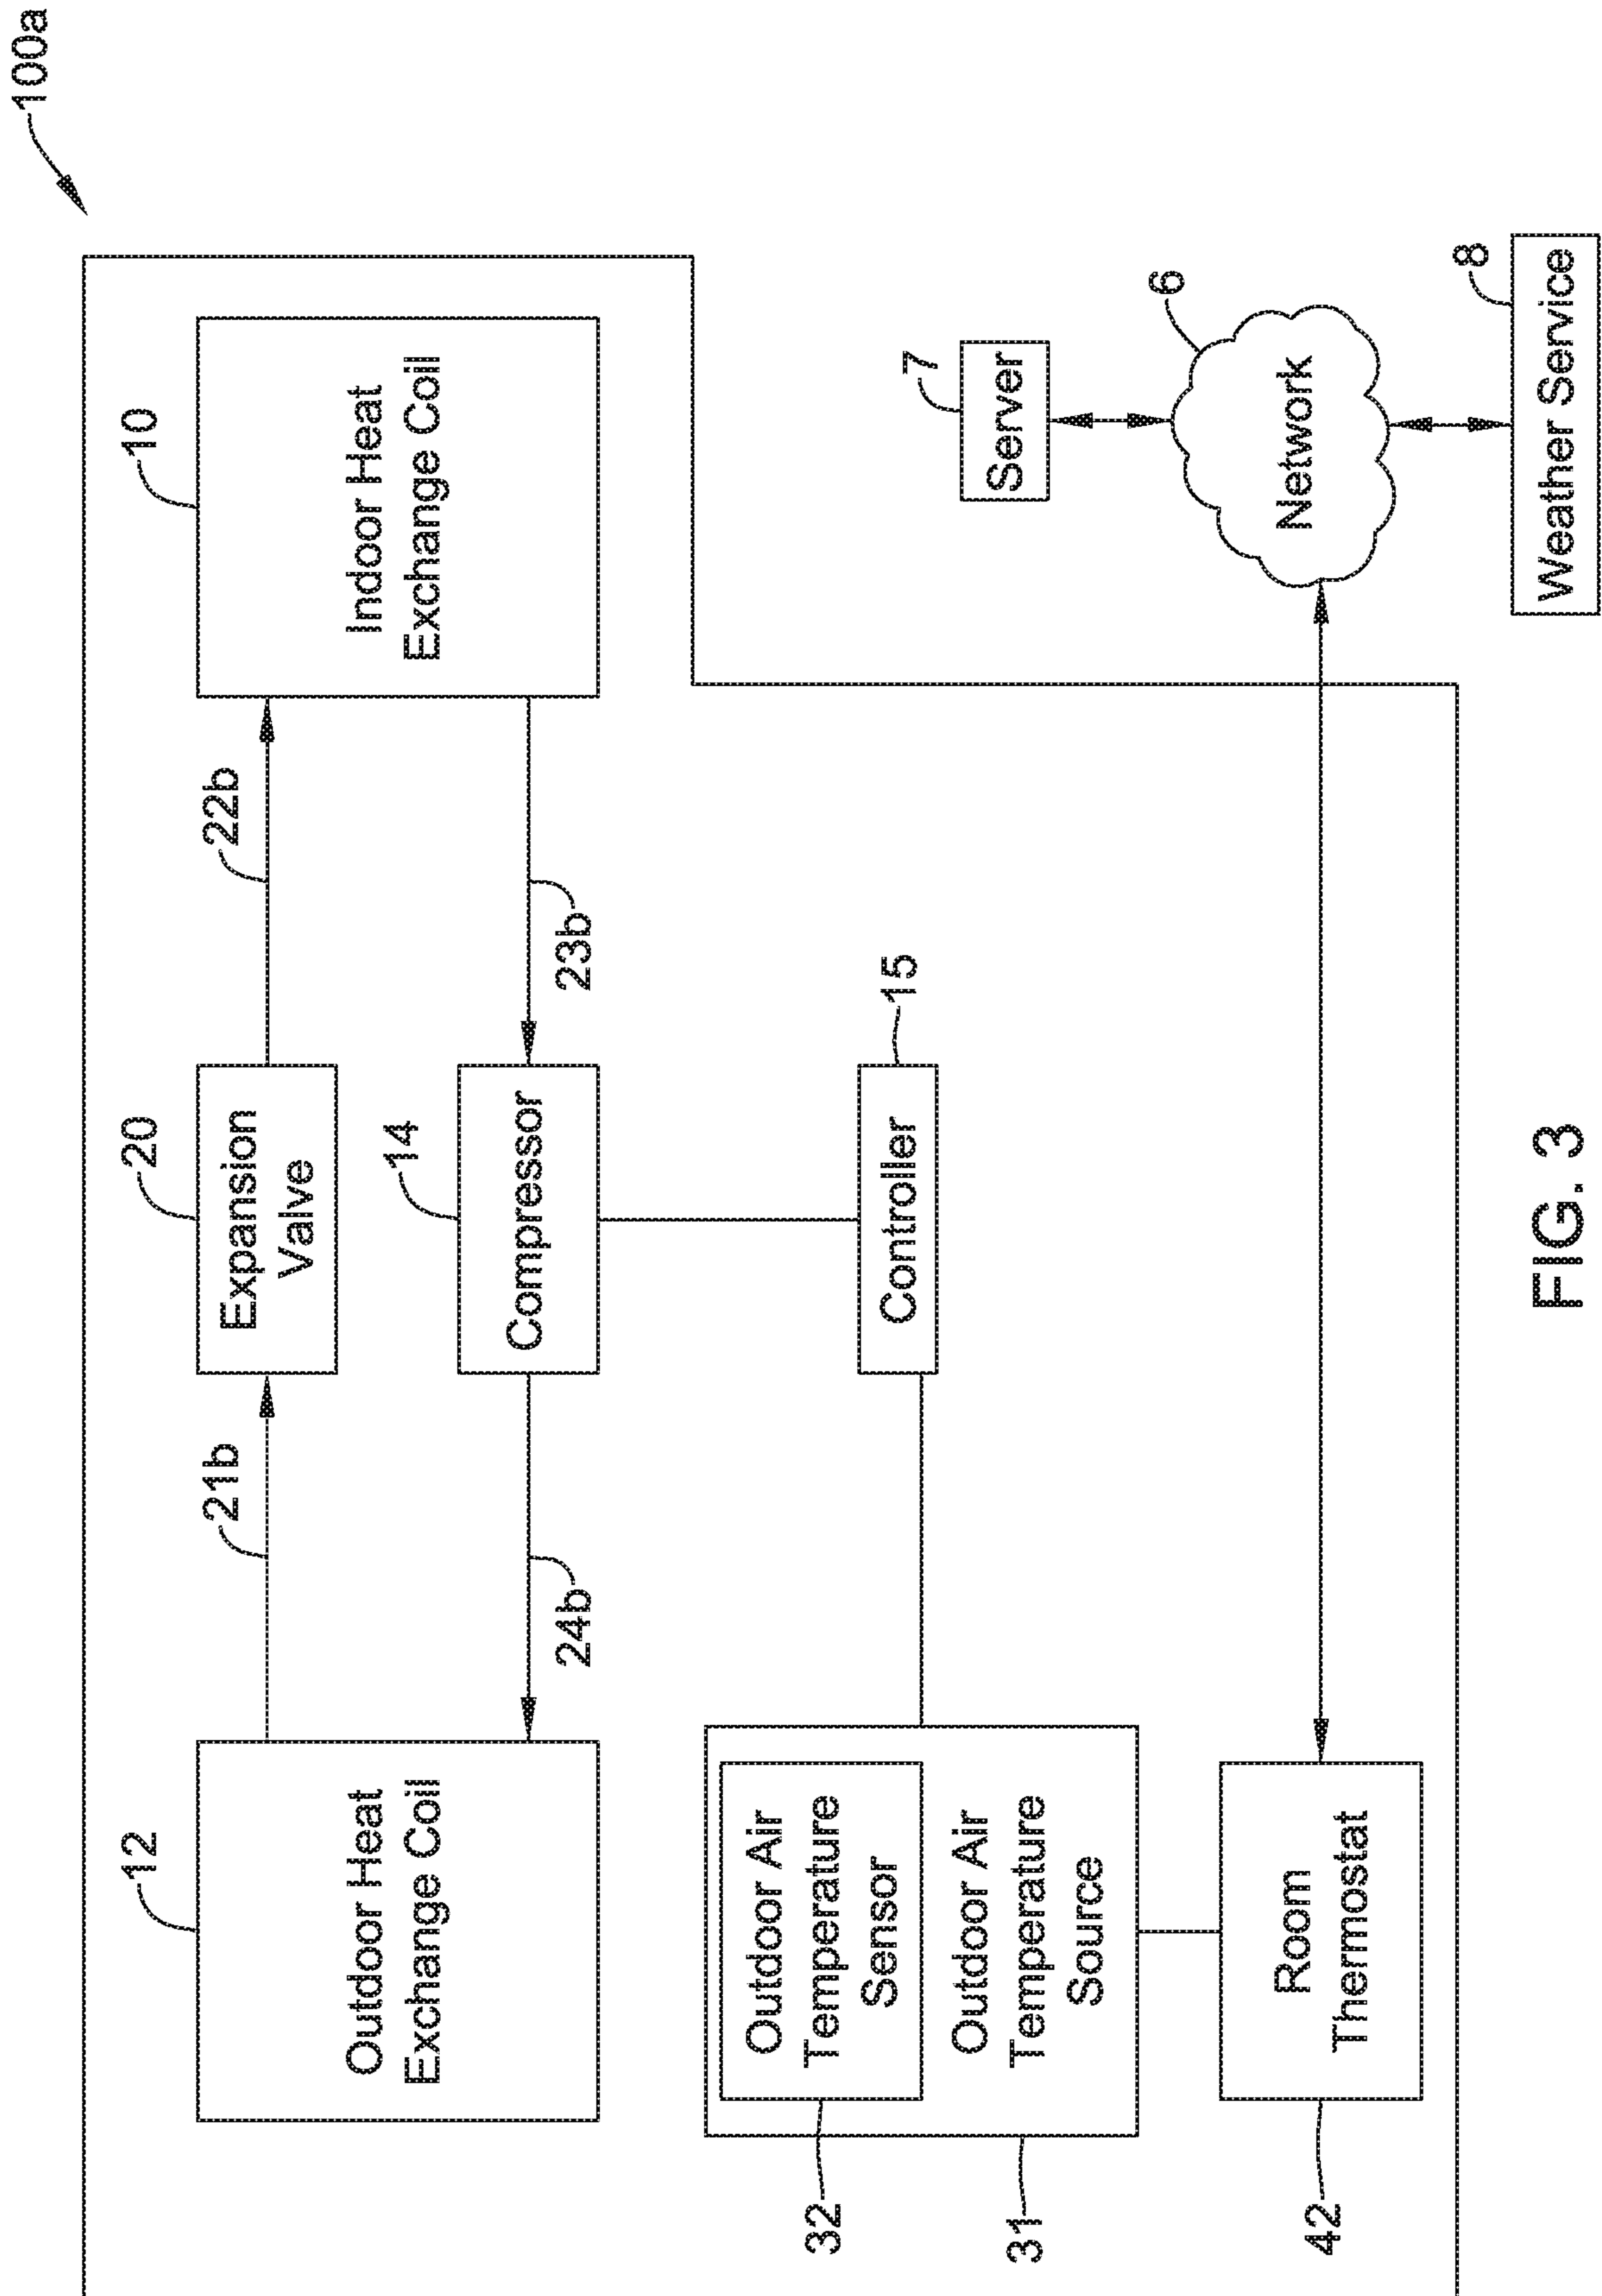 100a
12
Outdoor Heat
Exchange Coil
21b
20
Expansion
Valve
22b
10
Indoor Heat
Exchange Coil
24b
14
Compressor
23b
32
Outdoor Air
Temperature
Sensor
31
Outdoor Air
Temperature
Source
Controller
15
7
Server
6
Network
42
Room
Thermostat
8
Weather Service
FIG. 3